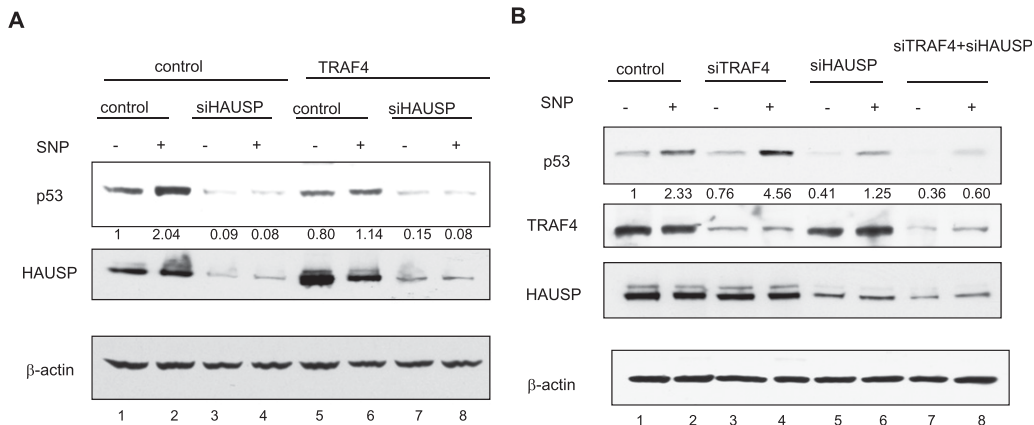 A
control TRAF4
control siHAUSP control siHAUSP
SNP - + - + - + - +
p53
1 2.04 0.09 0.08 0.80 1.14 0.15 0.08
HAUSP
β-actin
1 2 3 4 5 6 7 8
B
siTRAF4+siHAUSP
control siTRAF4 siHAUSP
SNP - + - + - + - +
p53
1 2.33 0.76 4.56 0.41 1.25 0.36 0.60
TRAF4
HAUSP
β-actin
1 2 3 4 5 6 7 8